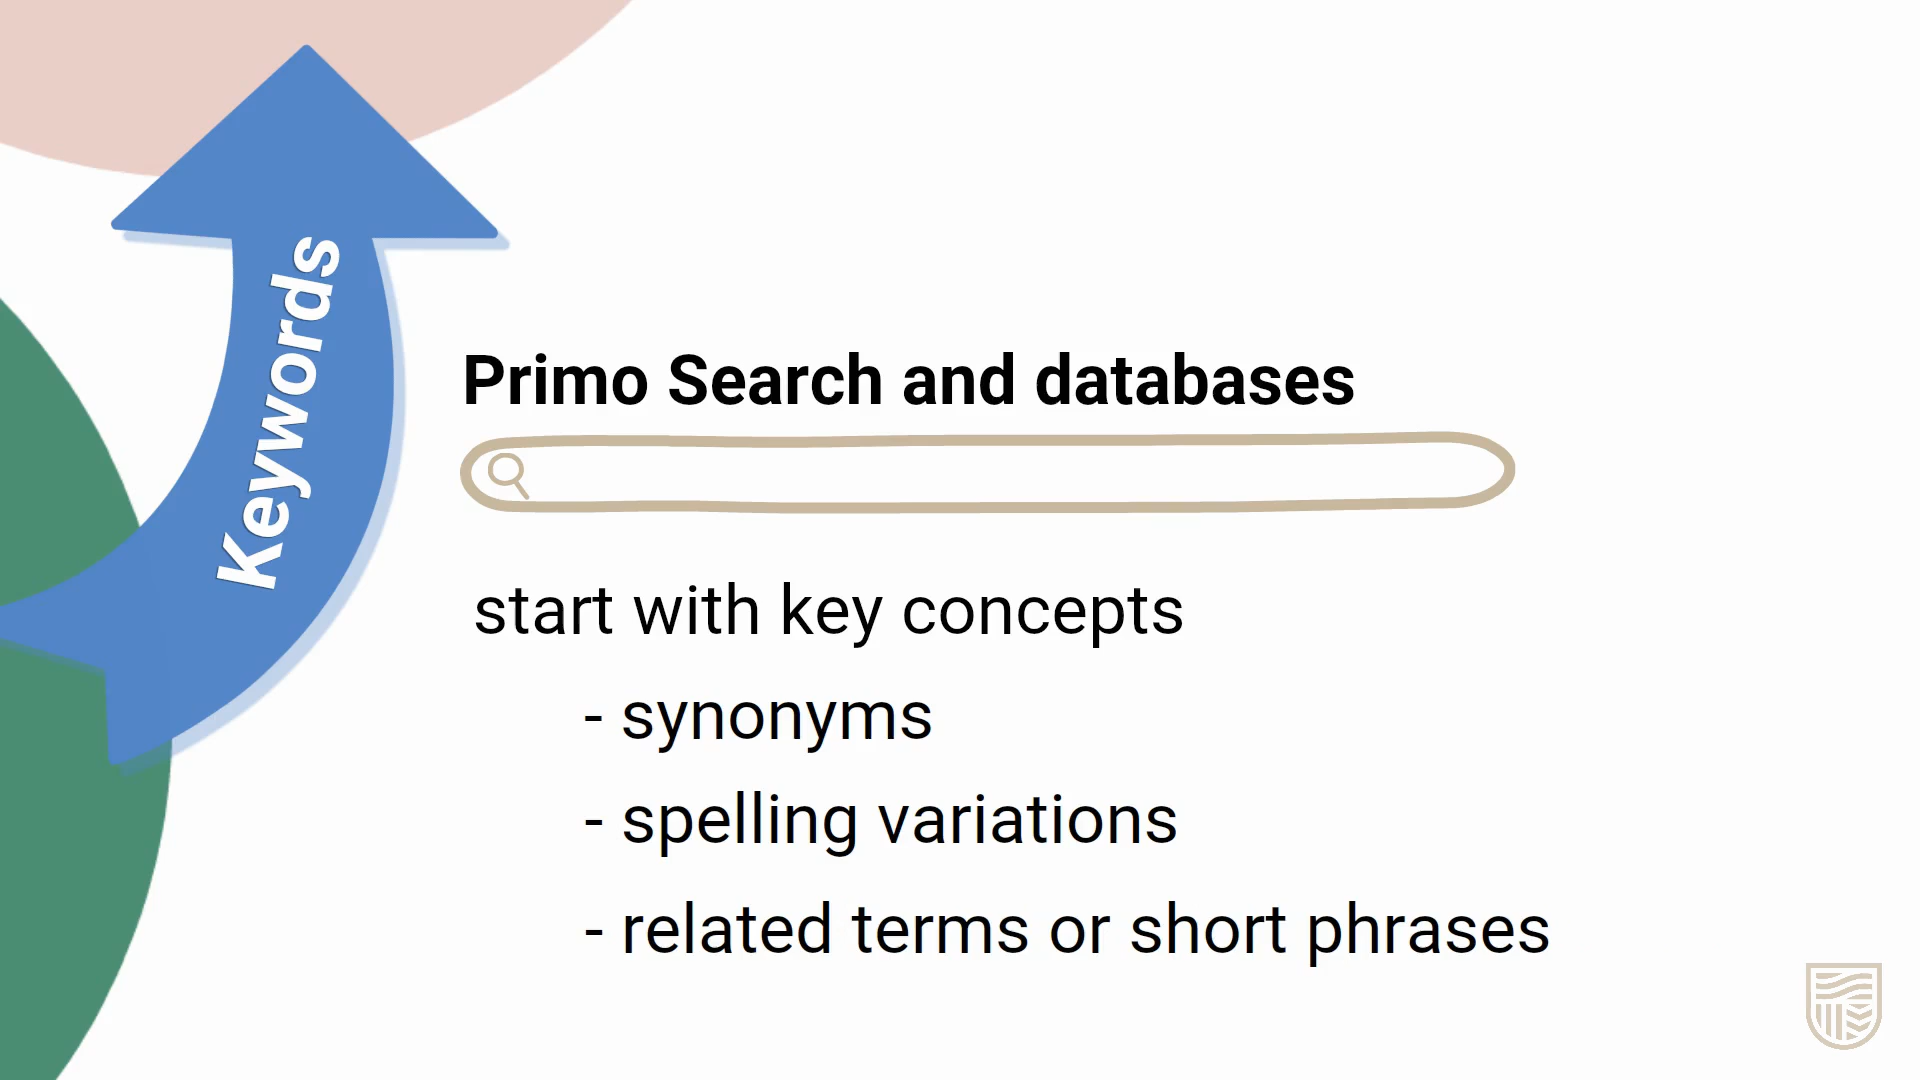 Keywords
Primo Search and databases
start with key concepts
- synonyms
- spelling variations
- related terms or short phrases